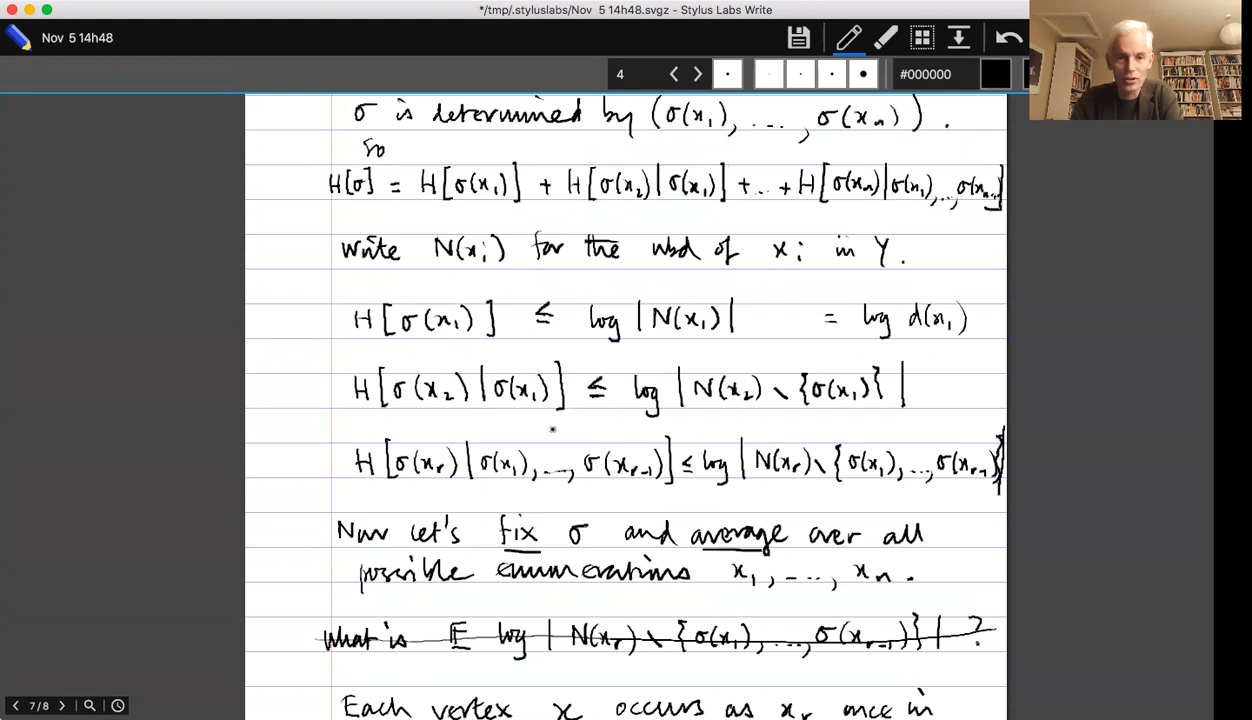 */tmp/.styluslabs/Nov 5 14h48.svgz - Stylus Labs Write
Nov 5 14h48
4
#000000
σ is determined by (σ(x₁), ..., σ(xₙ)).
so
H[σ] = H[σ(x₁)] + H[σ(x₂)|σ(x₁)] + ... + H[σ(xₙ)|σ(x₁), ..., σ(xₙ₋₁)]
Write N(xᵢ) for the nbd of xᵢ in Y.
H[σ(x₁)] ≤ log |N(x₁)| = log d(x₁)
H[σ(x₂)|σ(x₁)] ≤ log |N(x₂) \ {σ(x₁)}|
H[σ(xᵣ)|σ(x₁), ..., σ(xᵣ₋₁)] ≤ log |N(xᵣ) \ {σ(x₁), ..., σ(xᵣ₋₁)}|
Now let's fix σ and average over all
possible enumerations x₁, ..., xₙ.
What is 𝔼 log |N(xᵣ) \ {σ(x₁), ..., σ(xᵣ₋₁)}| ?
Each vertex x occurs as xᵣ once in
7/8